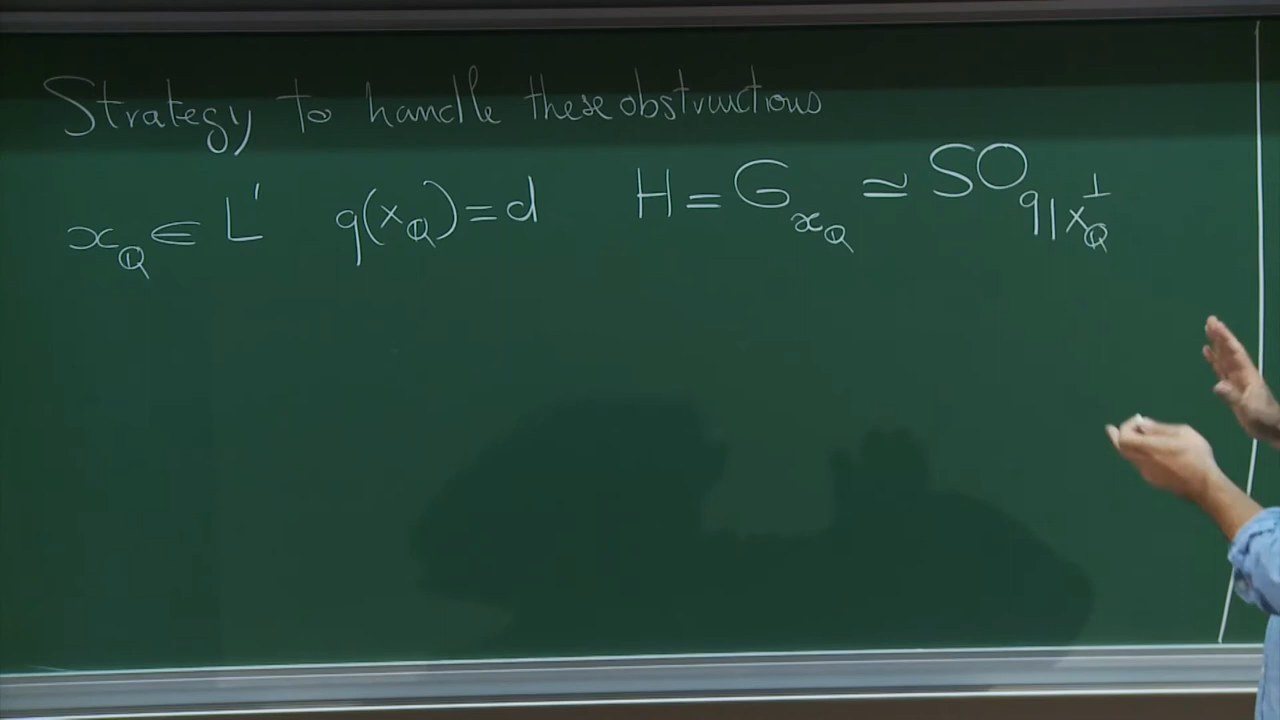 Strategy to handle these obstructions
x_Q ∈ L' q(x_Q) = d H = G_{x_Q} ≃ SO_{q|x_Q^⊥}